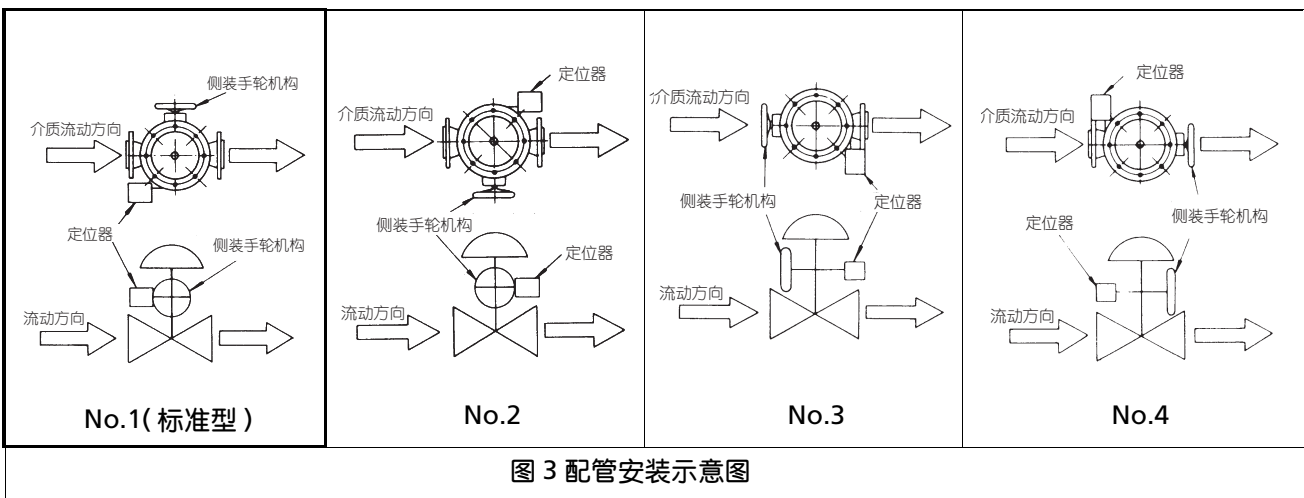 侧装手轮机构
介质流动方向
定位器
侧装手轮机构
流动方向
No.1( 标准型 )
定位器
介质流动方向
侧装手轮机构
定位器
流动方向
No.2
介质流动方向
侧装手轮机构
定位器
流动方向
No.3
定位器
介质流动方向
定位器
侧装手轮机构
流动方向
No.4
图 3 配管安装示意图